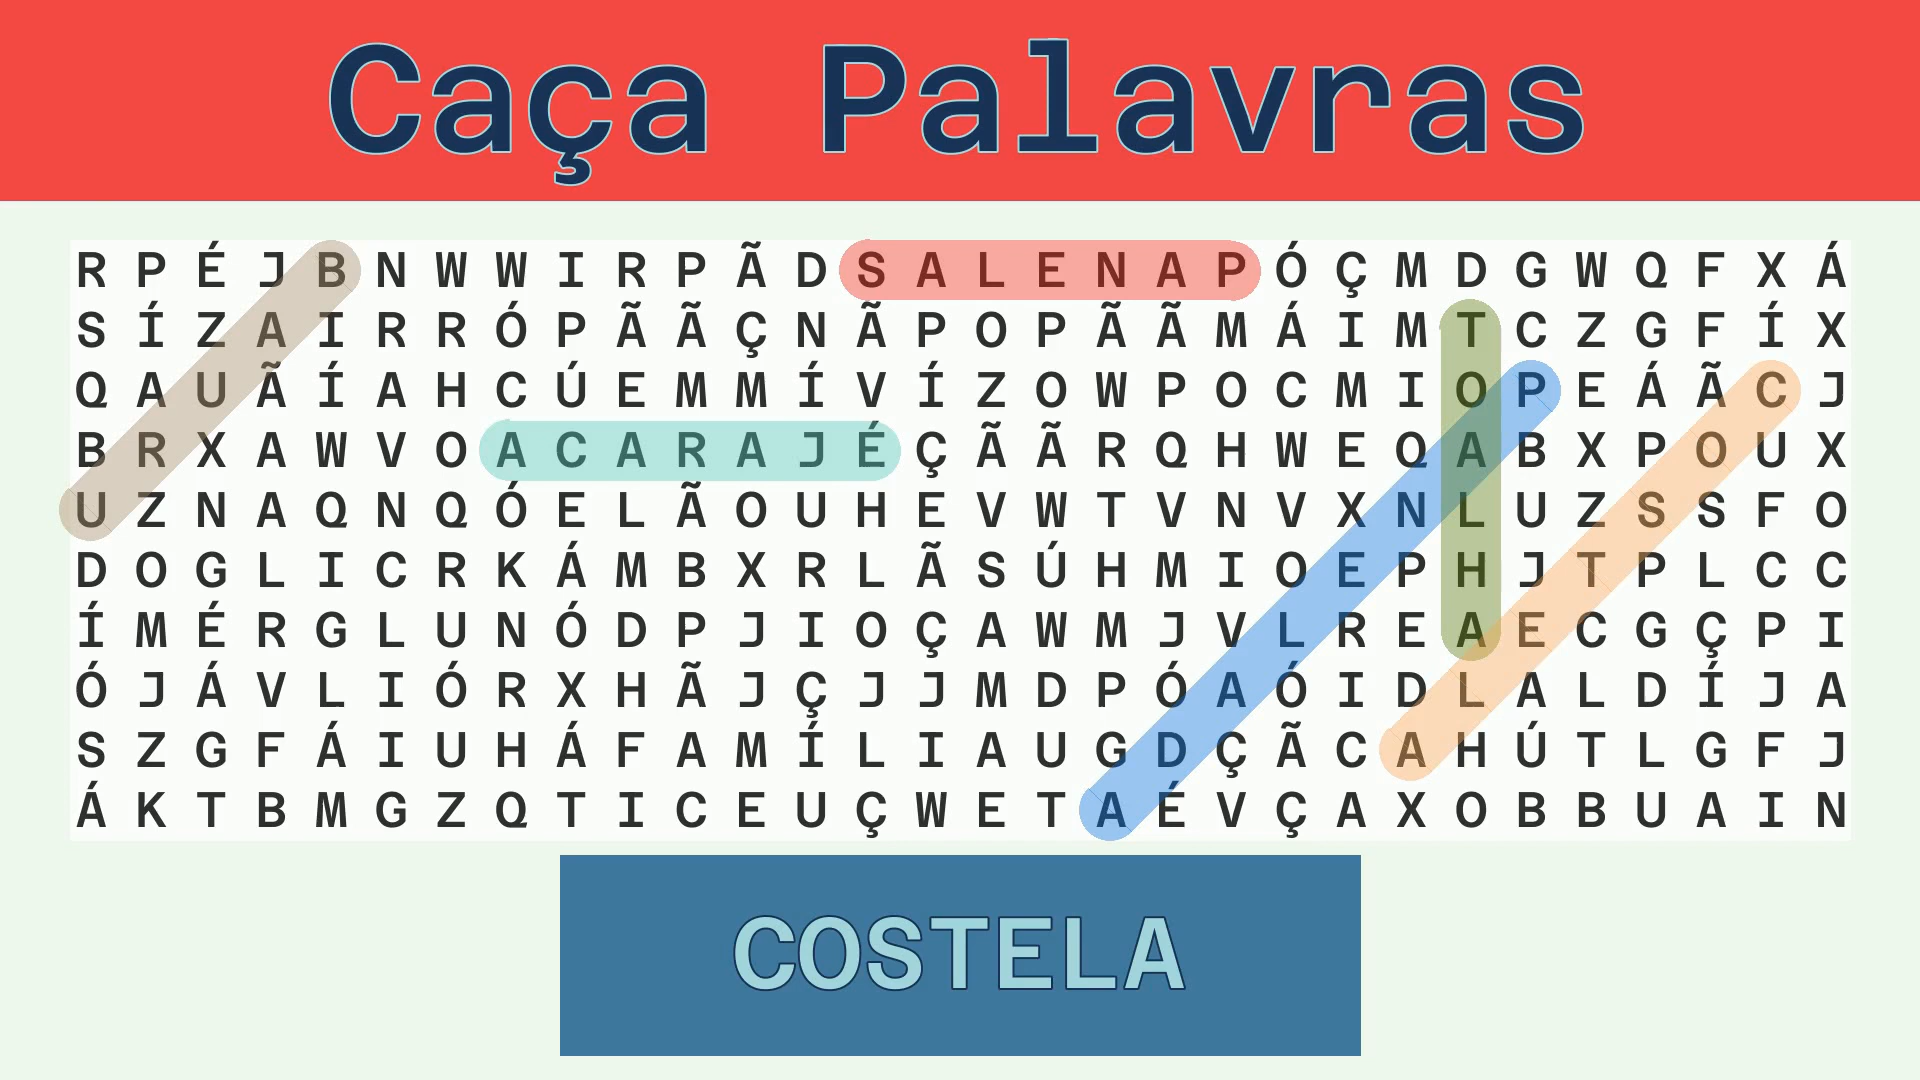 Caça Palavras
R P É J B N W W I R P Ã D S A L E N A P Ó Ç M D G W Q F X Á
S Í Z A I R R Ó P Ã Ã Ç N Ã P O P Ã Ã M Á I M T C Z G F Í X
Q A U Ã Í A H C Ú E M M Í V Í Z O W P O C M I O P E Á Ã C J
B R X A W V O A C A R A J É Ç Ã Ã R Q H W E Q A B X P O U X
U Z N A Q N Q Ó E L Ã O U H E V W T V N V X N L U Z S S F O
D O G L I C R K Á M B X R L Ã S Ú H M I O E P H J T P L C C
Í M É R G L U N Ó D P J I O Ç A W M J V L R E A E C G Ç P I
Ó J Á V L I Ó R X H Ã J Ç J J M D P Ó A Ó I D L A L D Í J A
S Z G F Á I U H Á F A M Í L I A U G D Ç Ã C A H Ú T L G F J
Á K T B M G Z Q T I C E U Ç W E T A É V Ç A X O B B U A I N
COSTELA